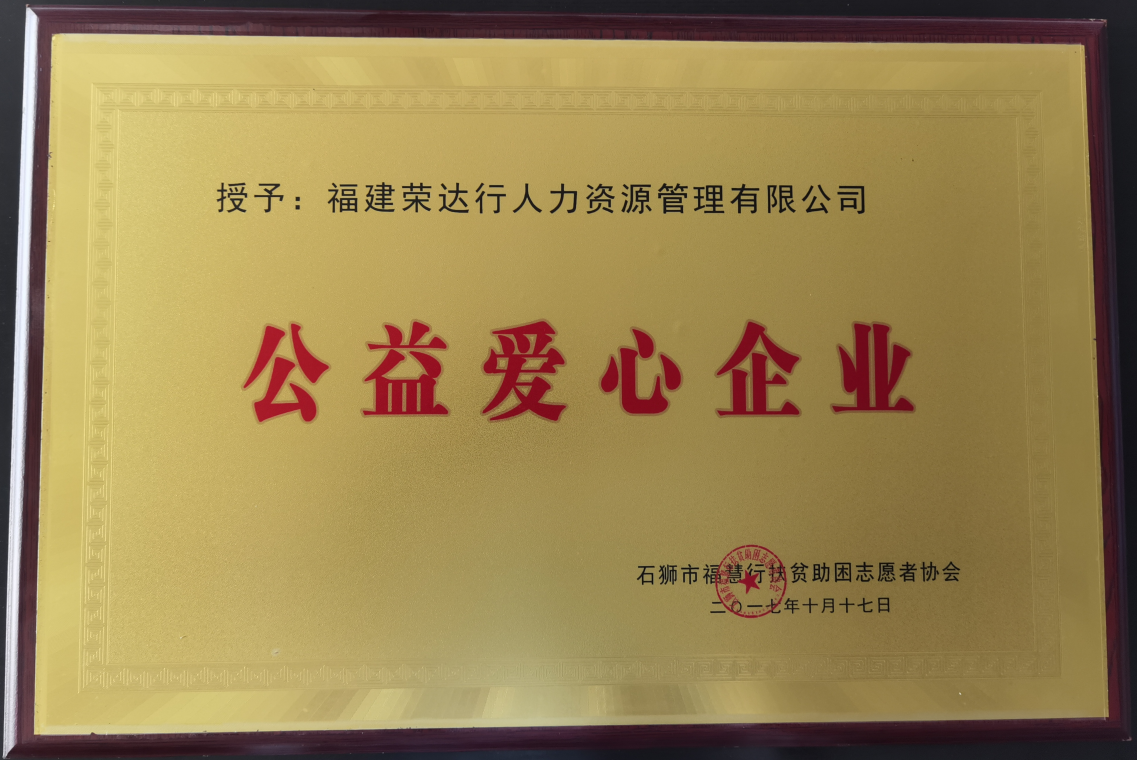 授予：福建荣达行人力资源管理有限公司
公益爱心企业
石狮市福慧行扶贫助困志愿者协会
二〇一七年十月十七日